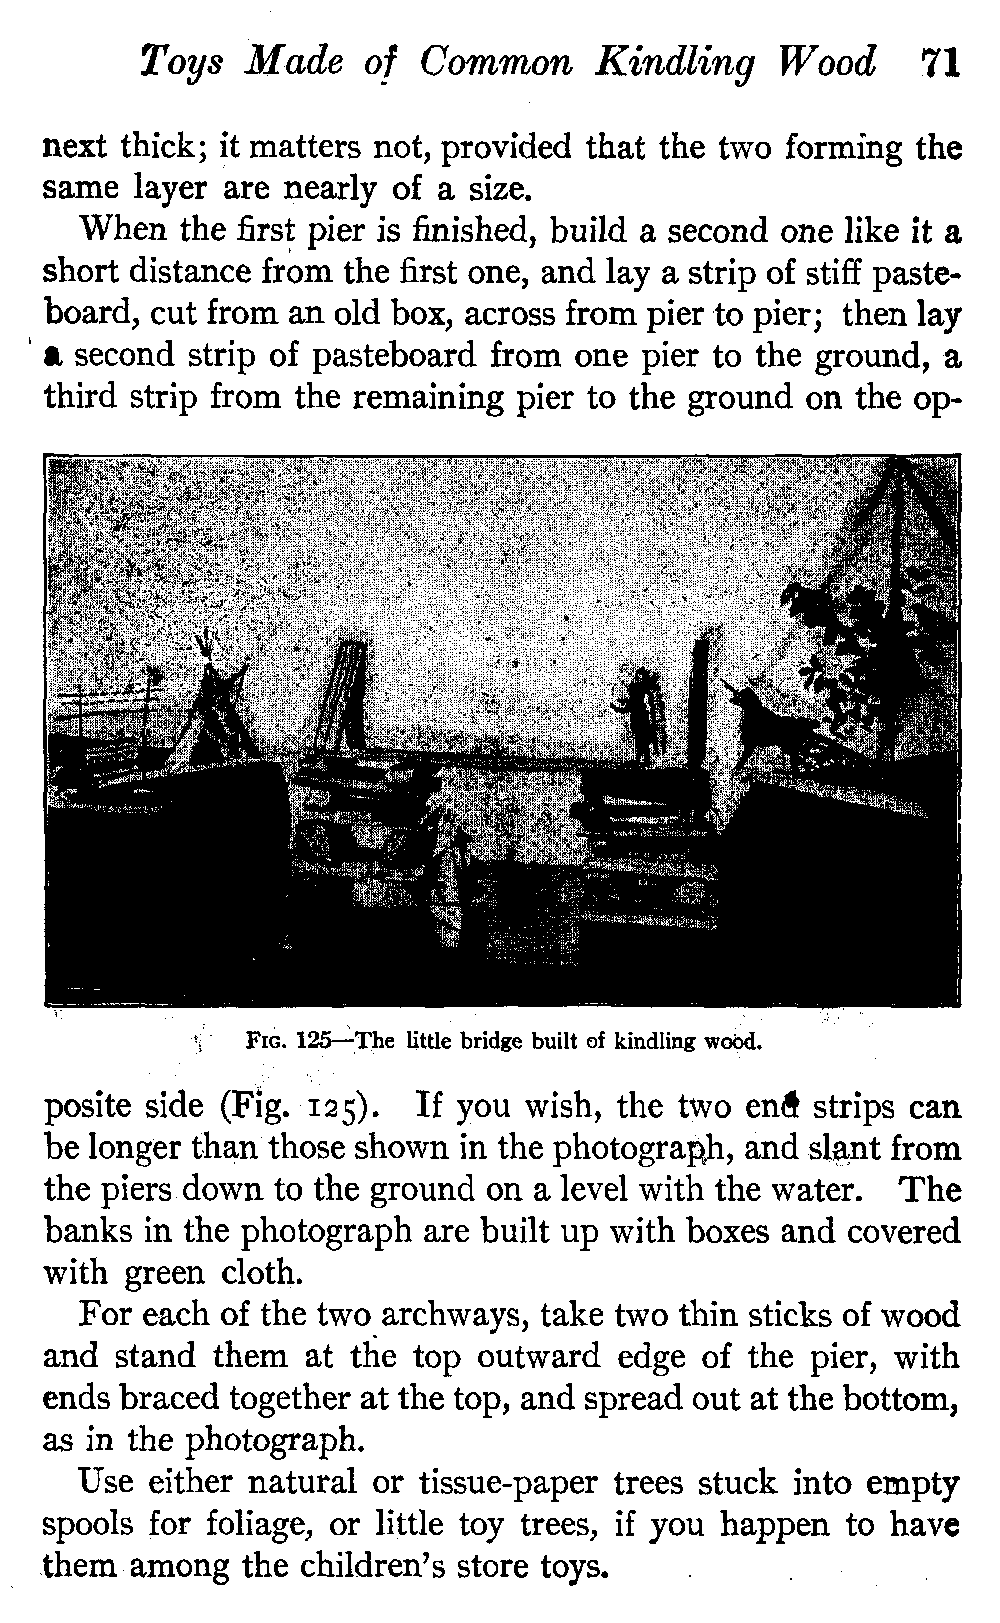 Toys Made of Common Kindling Wood 71
next thick; it matters not, provided that the two forming the
same layer are nearly of a size.
When the first pier is finished, build a second one like it a
short distance from the first one, and lay a strip of stiff paste-
board, cut from an old box, across from pier to pier; then lay
a second strip of pasteboard from one pier to the ground, a
third strip from the remaining pier to the ground on the op-
FIG. 125—The little bridge built of kindling wood.
posite side (Fig. 125). If you wish, the two end strips can
be longer than those shown in the photograph, and slant from
the piers down to the ground on a level with the water. The
banks in the photograph are built up with boxes and covered
with green cloth.
For each of the two archways, take two thin sticks of wood
and stand them at the top outward edge of the pier, with
ends braced together at the top, and spread out at the bottom,
as in the photograph.
Use either natural or tissue-paper trees stuck into empty
spools for foliage, or little toy trees, if you happen to have
them among the children's store toys.